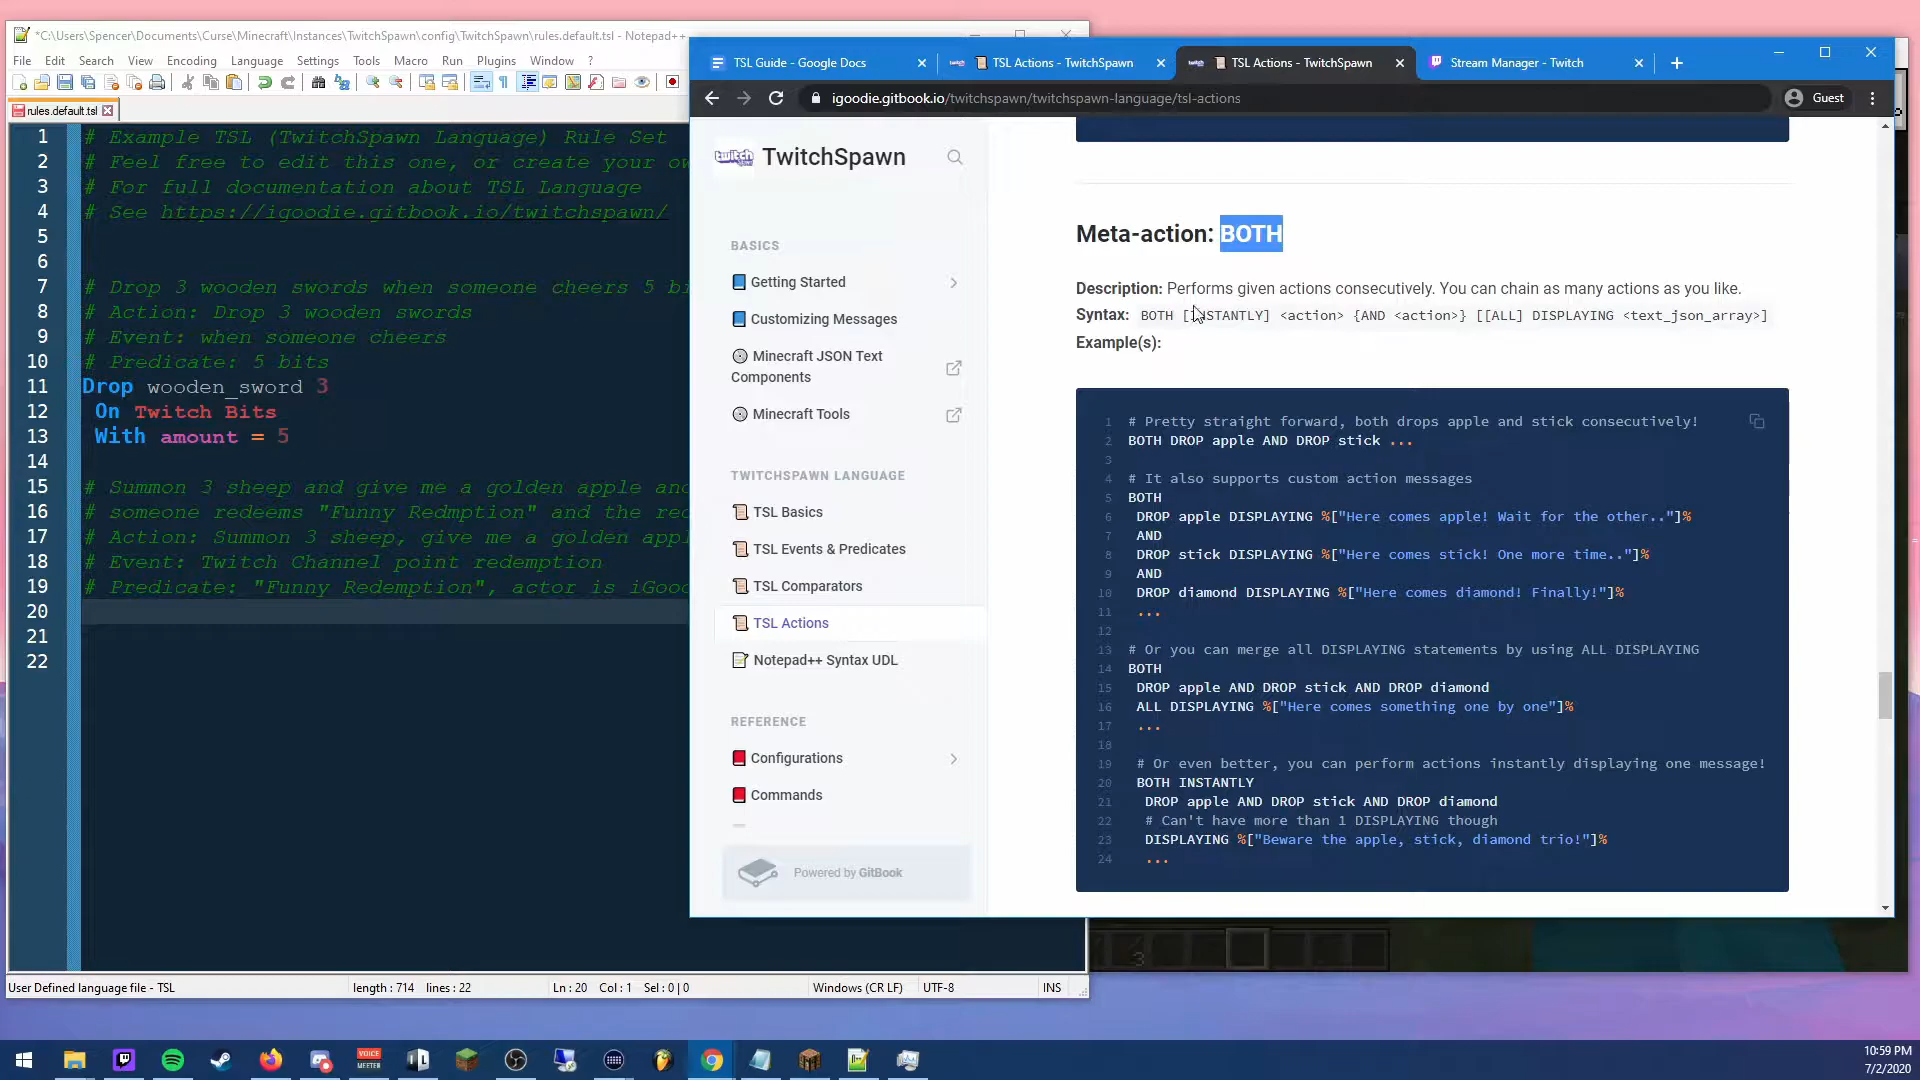 *C:\Users\Spencer\Documents\Curse\Minecraft\Instances\TwitchSpawn\config\TwitchSpawn\rules.default.tsl - Notepad++
File Edit Search View Encoding Language Settings Tools Macro Run Plugins Window ?
rules.default.tsl
1 # Example TSL (TwitchSpawn Language) Rule Set
2 # Feel free to edit this one, or create your ow
3 # For full documentation about TSL Language
4 # See https://igoodie.gitbook.io/twitchspawn/
5
6
7 # Drop 3 wooden swords when someone cheers 5 bi
8 # Action: Drop 3 wooden swords
9 # Event: when someone cheers
10 # Predicate: 5 bits
11 Drop wooden_sword 3
12 On Twitch Bits
13 With amount = 5
14
15 # Summon 3 sheep and give me a golden apple and
16 # someone redeems "Funny Redmption" and the rec
17 # Action: Summon 3 sheep, give me a golden appl
18 # Event: Twitch Channel point redemption
19 # Predicate: "Funny Redemption", actor is iGoo
20
21
22
User Defined language file - TSL length : 714 lines : 22 Ln : 20 Col : 1 Sel : 0 | 0 Windows (CR LF) UTF-8 INS
TSL Guide - Google Docs
TSL Actions - TwitchSpawn
TSL Actions - TwitchSpawn
Stream Manager - Twitch
igoodie.gitbook.io/twitchspawn/twitchspawn-language/tsl-actions
Guest
twitch TwitchSpawn
BASICS
Getting Started
Customizing Messages
Minecraft JSON Text
Components
Minecraft Tools
TWITCHSPAWN LANGUAGE
TSL Basics
TSL Events & Predicates
TSL Comparators
TSL Actions
Notepad++ Syntax UDL
REFERENCE
Configurations
Commands
Powered by GitBook
Meta-action: BOTH
Description: Performs given actions consecutively. You can chain as many actions as you like.
Syntax: BOTH [INSTANTLY] <action> {AND <action>} [[ALL] DISPLAYING <text_json_array>]
Example(s):
1 # Pretty straight forward, both drops apple and stick consecutively!
2 BOTH DROP apple AND DROP stick ...
3
4 # It also supports custom action messages
5 BOTH
6 DROP apple DISPLAYING %["Here comes apple! Wait for the other.."]%
7 AND
8 DROP stick DISPLAYING %["Here comes stick! One more time.."]%
9 AND
10 DROP diamond DISPLAYING %["Here comes diamond! Finally!"]%
11 ...
12
13 # Or you can merge all DISPLAYING statements by using ALL DISPLAYING
14 BOTH
15 DROP apple AND DROP stick AND DROP diamond
16 ALL DISPLAYING %["Here comes something one by one"]%
17 ...
18
19 # Or even better, you can perform actions instantly displaying one message!
20 BOTH INSTANTLY
21 DROP apple AND DROP stick AND DROP diamond
22 # Can't have more than 1 DISPLAYING though
23 DISPLAYING %["Beware the apple, stick, diamond trio!"]%
24 ...
3
VOICE
MEETER
10:59 PM
7/2/2020